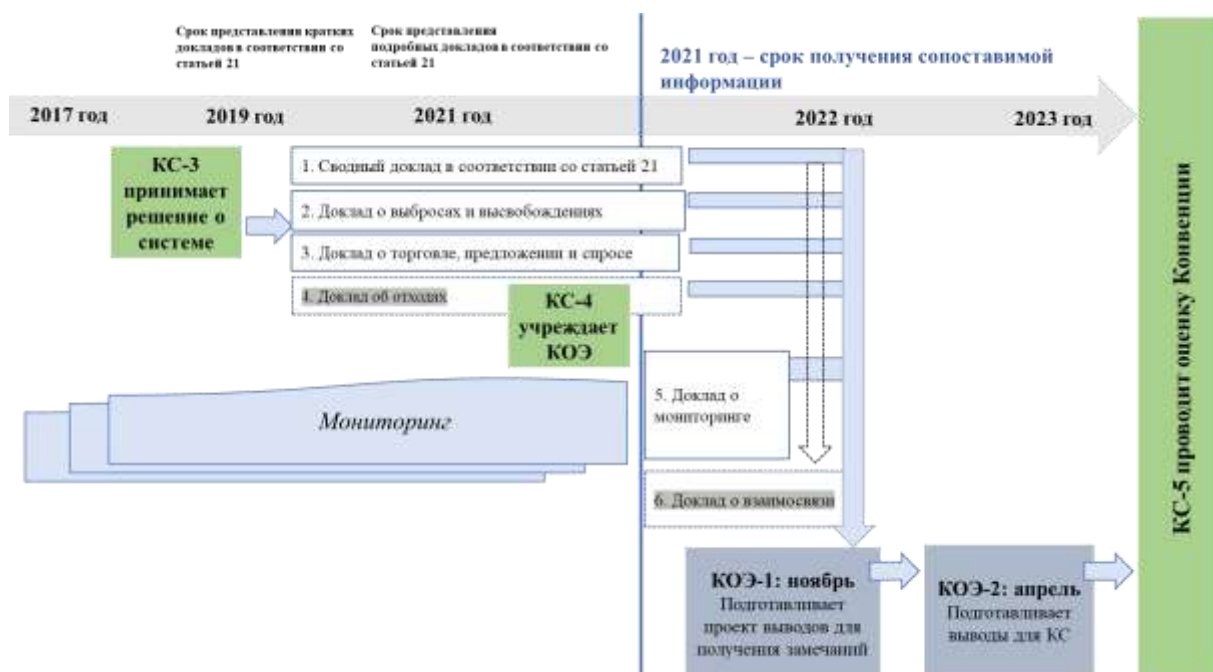 Срок представления кратких
докладов в соответствии со
статьей 21
Срок представления
подробных докладов в соответствии со
статьей 21
2021 год – срок получения сопоставимой
информации
2017 год
2019 год
2021 год
2022 год
2023 год
КС-3
принимает
решение о
системе
1. Сводный доклад в соответствии со статьей 21
2. Доклад о выбросах и высвобождениях
3. Доклад о торговле, предложении и спросе
4. Доклад об отходах
КС-4
учреждает
КОЭ
Мониторинг
5. Доклад о
мониторинге
6. Доклад о взаимосвязи
КОЭ-1: ноябрь
Подготавливает
проект выводов для
получения замечаний
КОЭ-2: апрель
Подготавливает
выводы для КС
КС-5 проводит оценку Конвенции